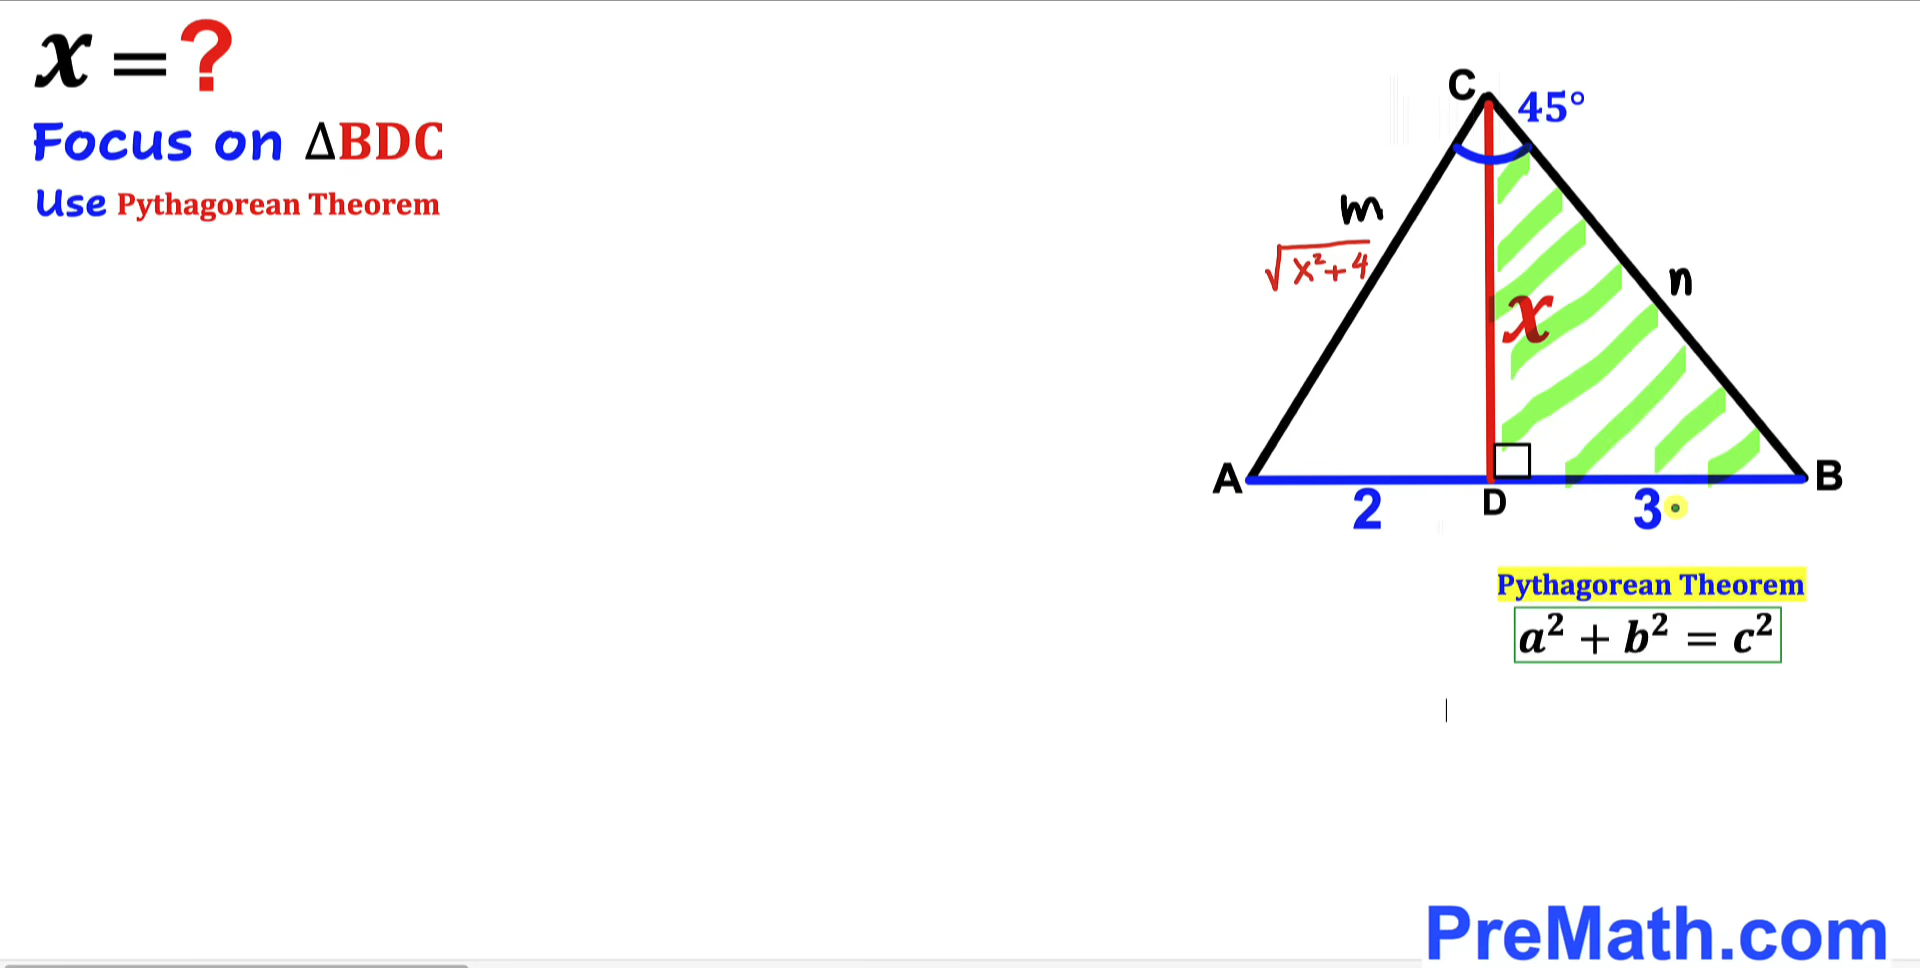 x = ?
Focus on ΔBDC
Use Pythagorean Theorem
C
45°
m
√x²+4
n
x
A
B
2
D
3
Pythagorean Theorem
a² + b² = c²
PreMath.com